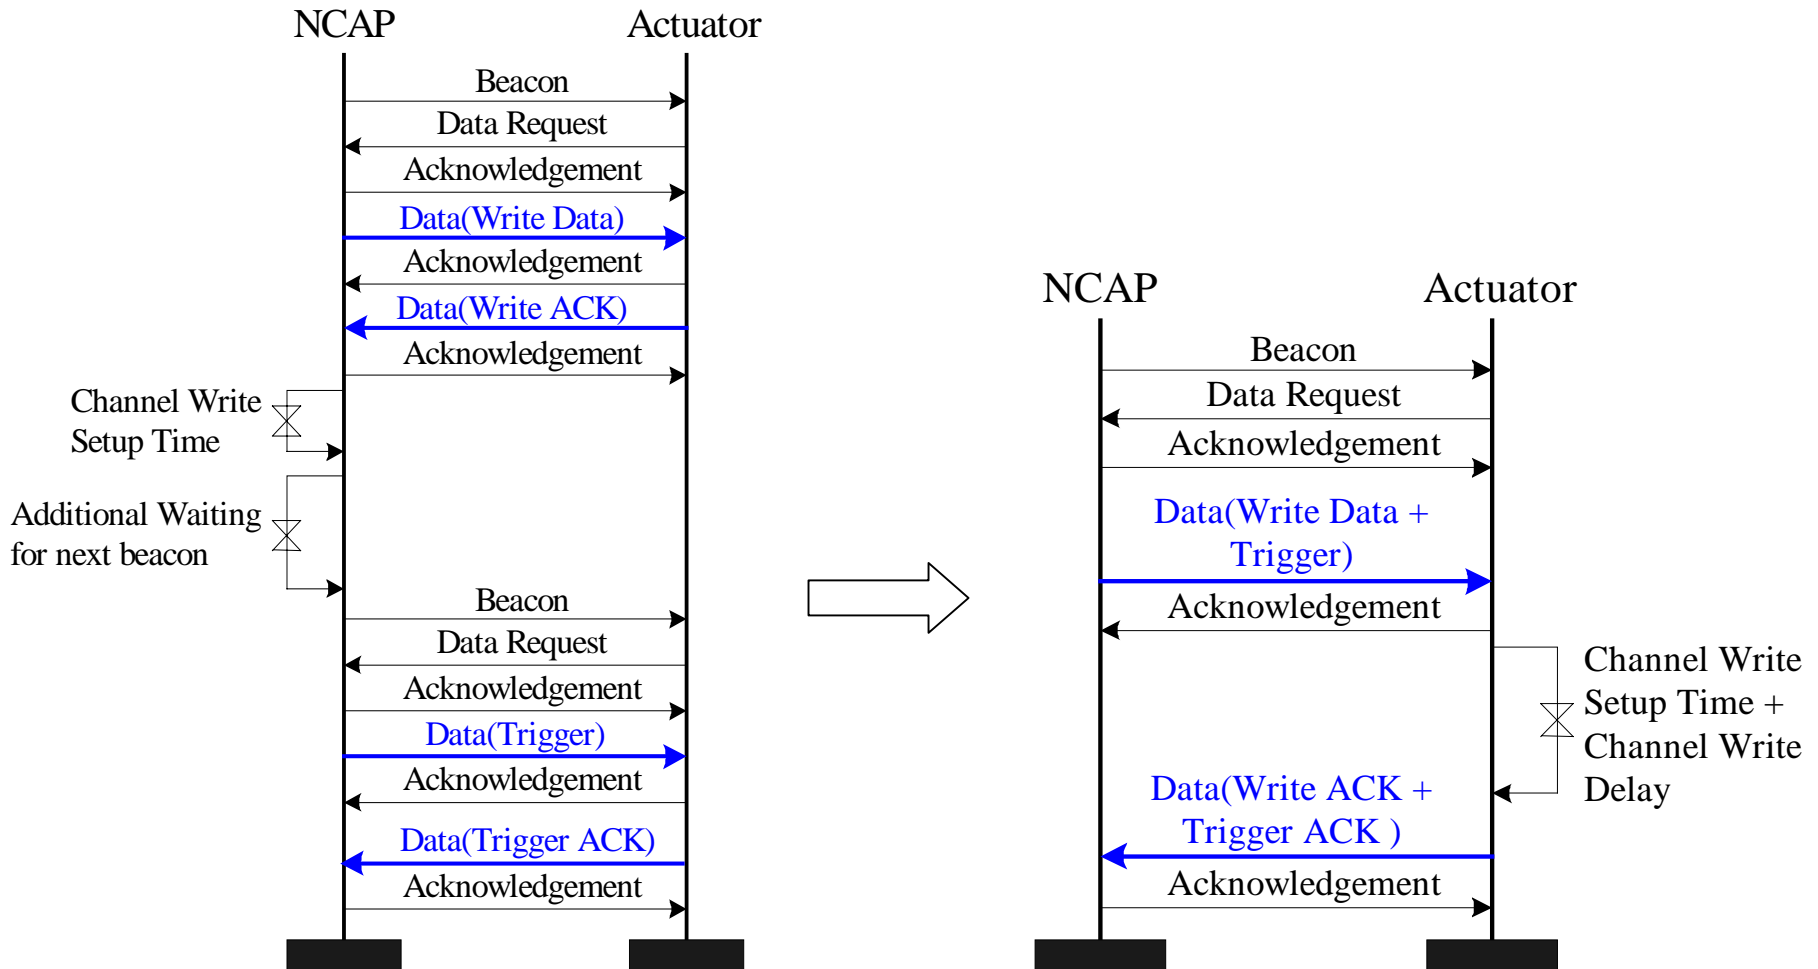 NCAP
Actuator
Beacon
Data Request
Acknowledgement
Data(Write Data)
Acknowledgement
Data(Write ACK)
Acknowledgement
Channel Write
Setup Time
Additional Waiting
for next beacon
Beacon
Data Request
Acknowledgement
Data(Trigger)
Acknowledgement
Data(Trigger ACK)
Acknowledgement
NCAP
Actuator
Beacon
Data Request
Acknowledgement
Data(Write Data +
Trigger)
Acknowledgement
Channel Write
Setup Time +
Channel Write
Delay
Data(Write ACK +
Trigger ACK )
Acknowledgement